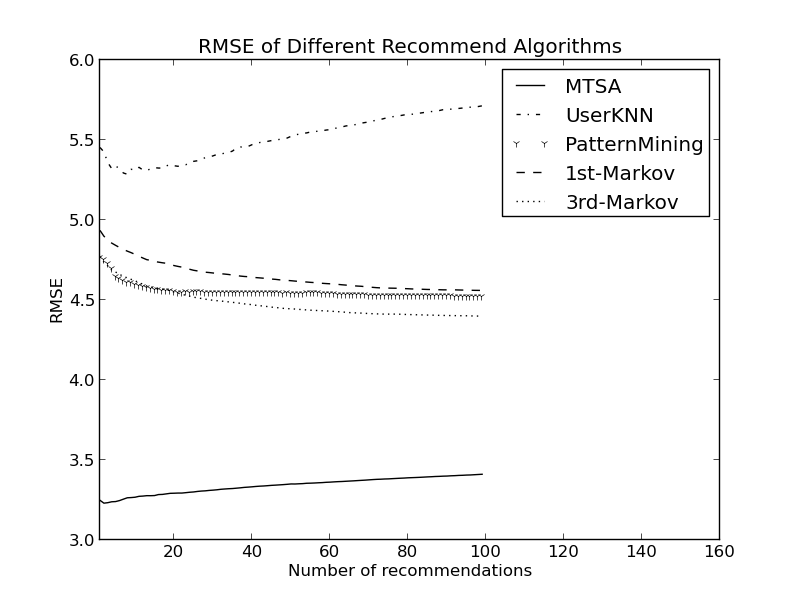 RMSE of Different Recommend Algorithms
MTSA
UserKNN
PatternMining
1st-Markov
3rd-Markov
RMSE
6.0
5.5
5.0
4.5
4.0
3.5
3.0
20 40 60 80 100 120 140 160
Number of recommendations